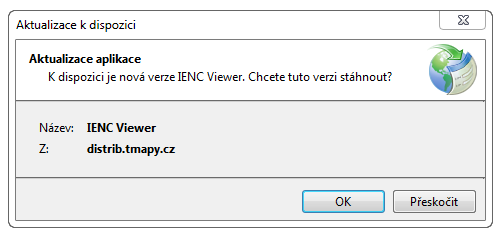 Aktualizace k dispozici
Aktualizace aplikace
K dispozici je nová verze IENC Viewer. Chcete tuto verzi stáhnout?
Název: IENC Viewer
Z: distrib.tmapy.cz
OK Přeskočit